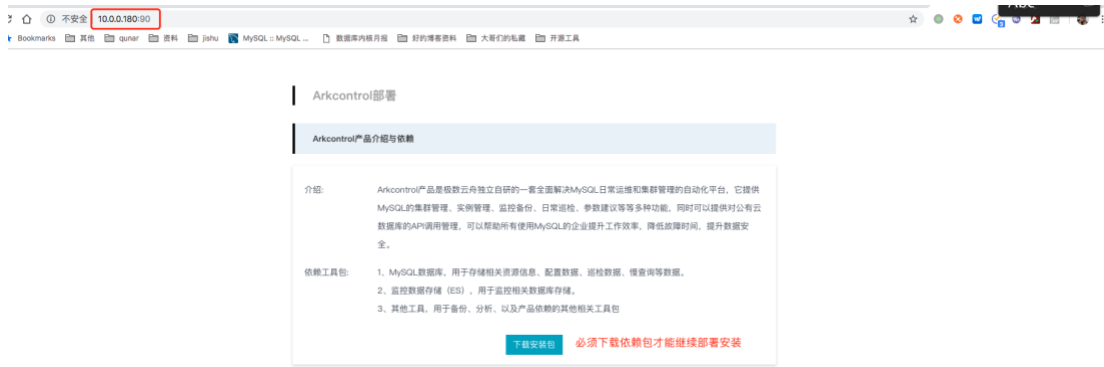 不安全 10.0.0.180:90
Bookmarks 其他 qunar 资料 jishu MySQL :: MySQL ... 数据库内核月报 好的博客资料 大哥们的私藏 开源工具
Arkcontrol部署
Arkcontrol产品介绍与依赖
介绍: Arkcontrol产品是极数云舟独立自研的一套全面解决MySQL日常运维和集群管理的自动化平台，它提供
MySQL的集群管理、实例管理、监控备份、日常巡检、参数建议等等多种功能，同时可以提供对公有云
数据库的API调用管理，可以帮助所有使用MySQL的企业提升工作效率，降低故障时间，提升数据安
全。
依赖工具包: 1、MySQL数据库，用于存储相关资源信息、配置数据、巡检数据、慢查询等数据。
2、监控数据存储（ES），用于监控相关数据库存储。
3、其他工具，用于备份、分析、以及产品依赖的其他相关工具包
下载安装包 必须下载依赖包才能继续部署安装